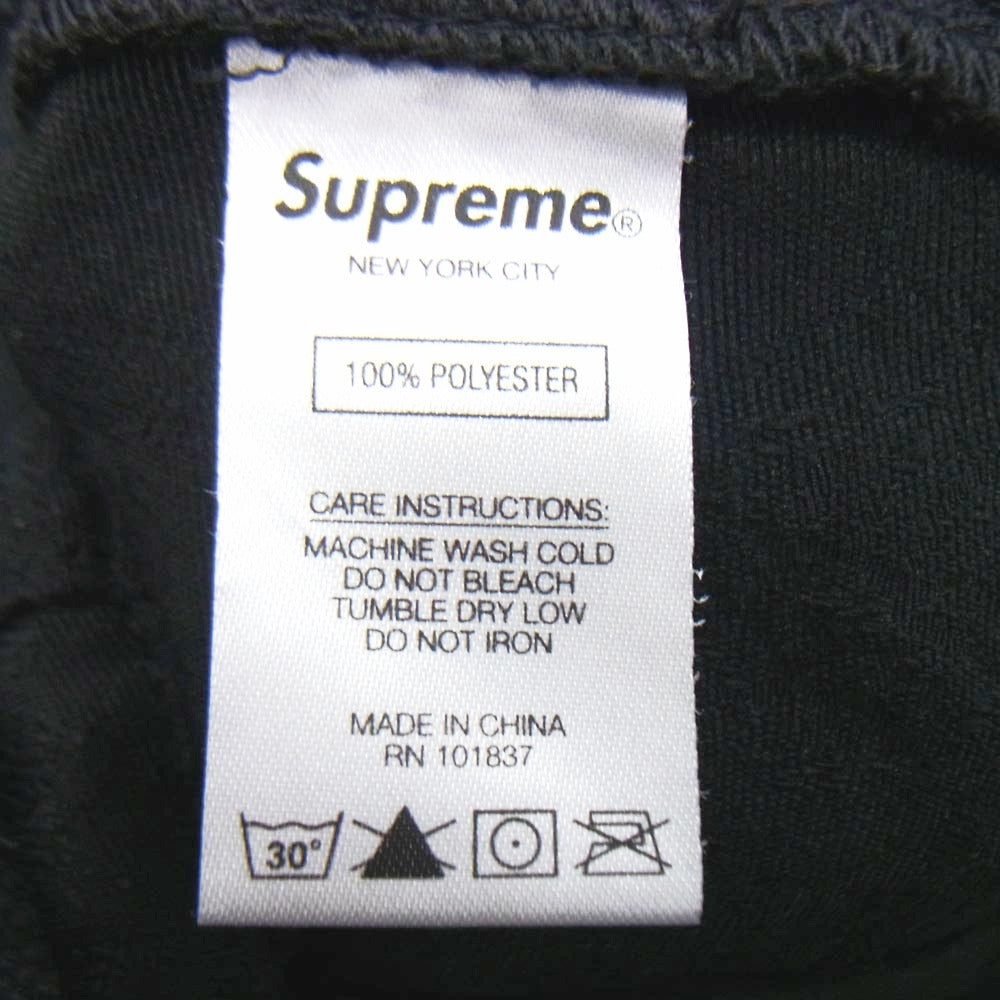 Supreme®
NEW YORK CITY
100% POLYESTER
CARE INSTRUCTIONS:
MACHINE WASH COLD
DO NOT BLEACH
TUMBLE DRY LOW
DO NOT IRON
MADE IN CHINA
RN 101837
30°